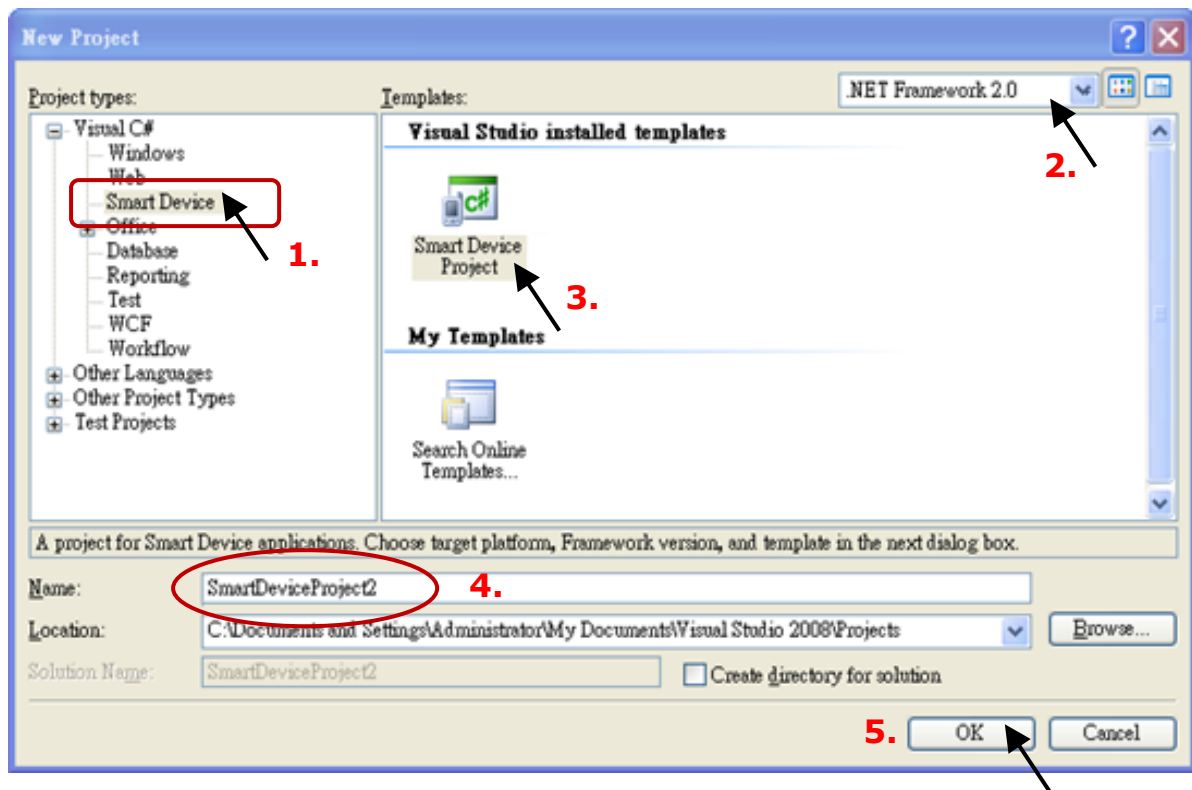 New Project
Project types:
Templates:
.NET Framework 2.0
Visual C#
Windows
Web
Smart Device
Office
Database
Reporting
Test
WCF
Workflow
Other Languages
Other Project Types
Test Projects
1.
Visual Studio installed templates
2.
C#
Smart Device
Project
3.
My Templates
Search Online
Templates...
A project for Smart Device applications. Choose target platform, Framework version, and template in the next dialog box.
Name:
SmartDeviceProject2
4.
Location:
C:\Documents and Settings\Administrator\My Documents\Visual Studio 2008\Projects
Browse...
Solution Name:
SmartDeviceProject2
Create directory for solution
5.
OK
Cancel